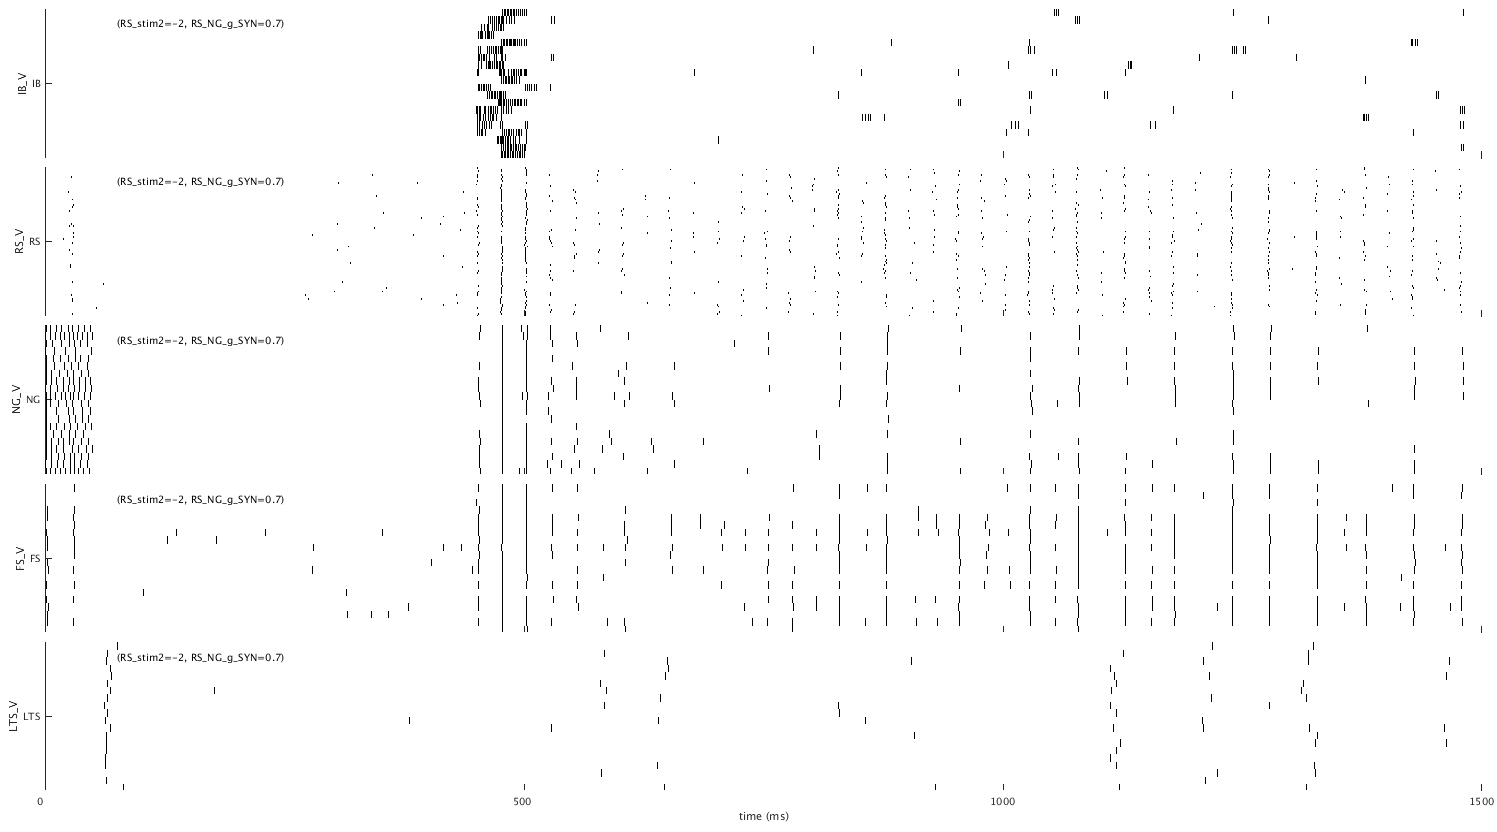 (RS_stim2=-2, RS_NG_g_SYN=0.7)
IB_V
IB
(RS_stim2=-2, RS_NG_g_SYN=0.7)
RS_V
RS
(RS_stim2=-2, RS_NG_g_SYN=0.7)
NG_V
NG
(RS_stim2=-2, RS_NG_g_SYN=0.7)
FS_V
FS
(RS_stim2=-2, RS_NG_g_SYN=0.7)
LTS_V
LTS
0 500 1000 1500
time (ms)